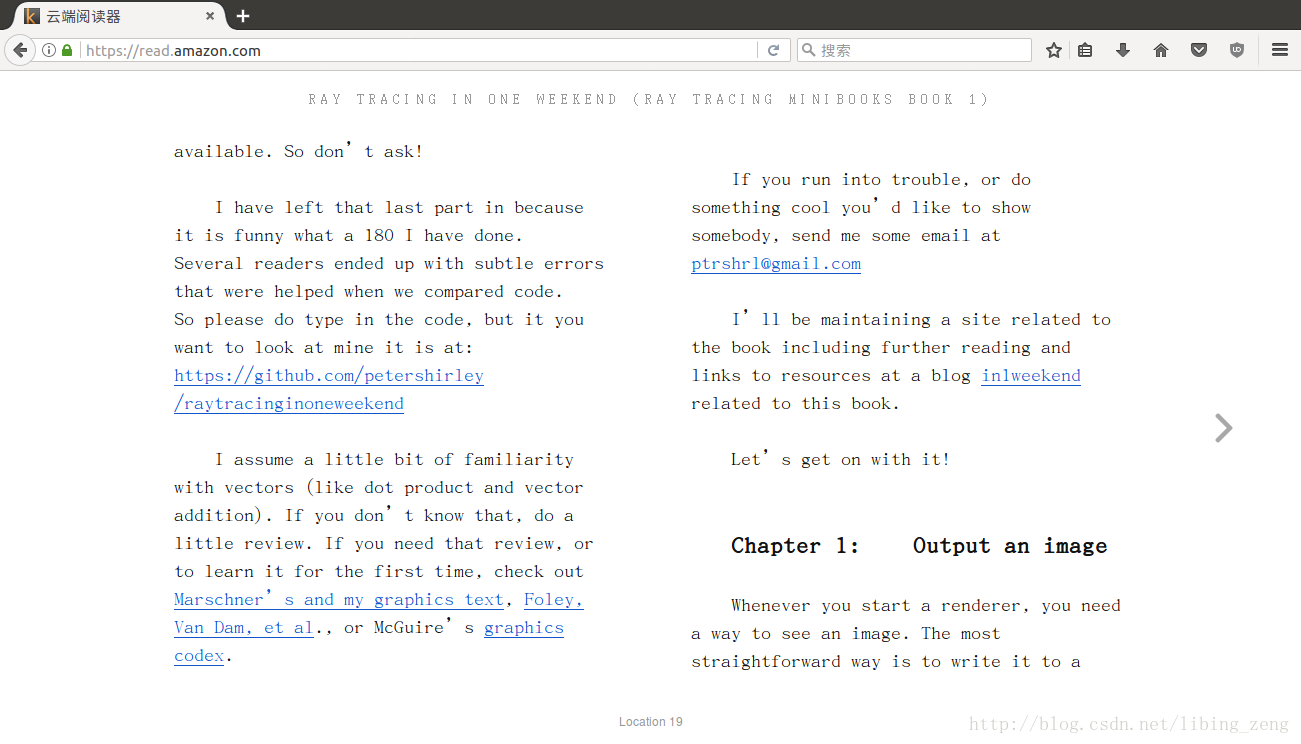 云端阅读器
https://read.amazon.com
搜索
RAY TRACING IN ONE WEEKEND (RAY TRACING MINIBOOKS BOOK 1)
available. So don’t ask!
I have left that last part in because
it is funny what a 180 I have done.
Several readers ended up with subtle errors
that were helped when we compared code.
So please do type in the code, but it you
want to look at mine it is at:
https://github.com/petershirley
/raytracinginoneweekend
I assume a little bit of familiarity
with vectors (like dot product and vector
addition). If you don’t know that, do a
little review. If you need that review, or
to learn it for the first time, check out
Marschner’s and my graphics text, Foley,
Van Dam, et al., or McGuire’s graphics
codex.
If you run into trouble, or do
something cool you’d like to show
somebody, send me some email at
ptrshrl@gmail.com
I’ll be maintaining a site related to
the book including further reading and
links to resources at a blog in1weekend
related to this book.
Let’s get on with it!
Chapter 1: Output an image
Whenever you start a renderer, you need
a way to see an image. The most
straightforward way is to write it to a
Location 19
http://blog.csdn.net/libing_zeng